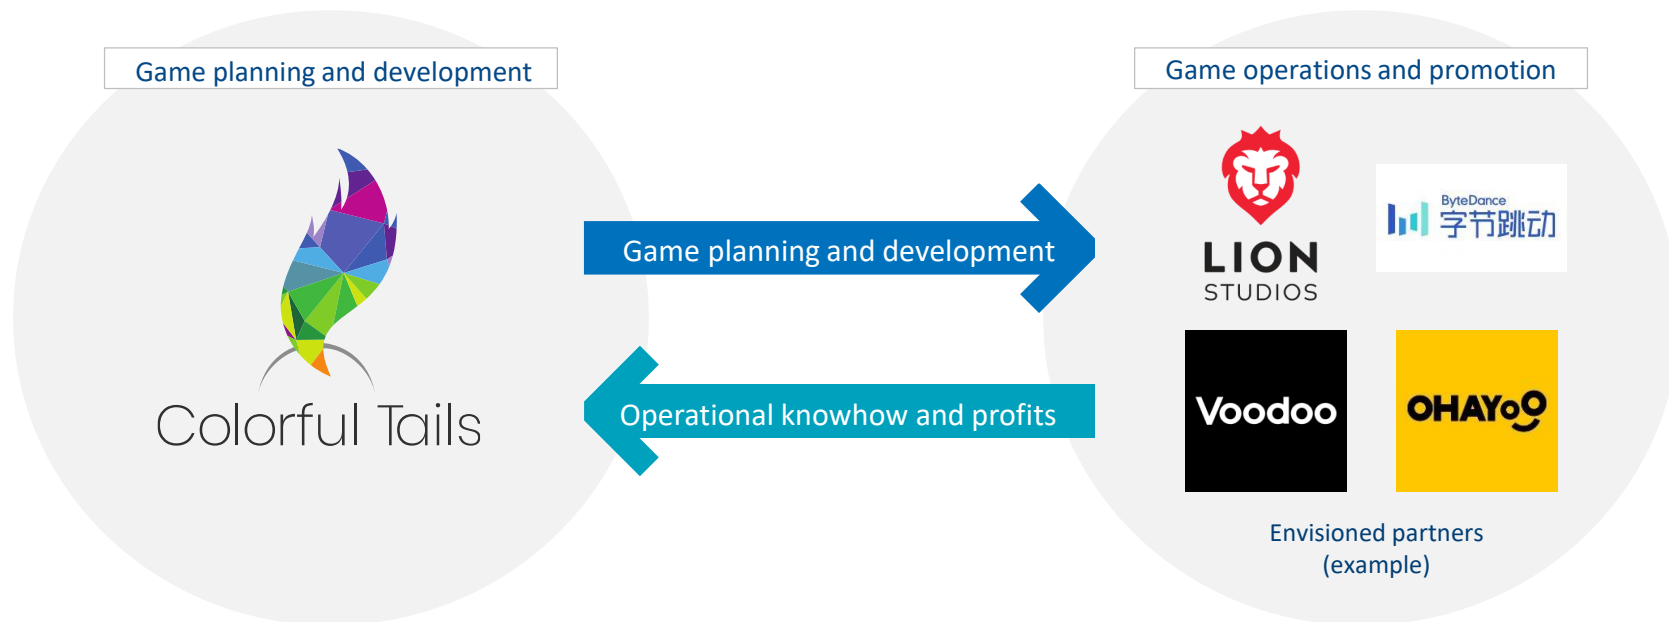 Game planning and development
Colorful Tails
Game planning and development
Operational knowhow and profits
Game operations and promotion
LION
STUDIOS
ByteDance
字节跳动
Voodoo
OHAYOO
Envisioned partners
(example)